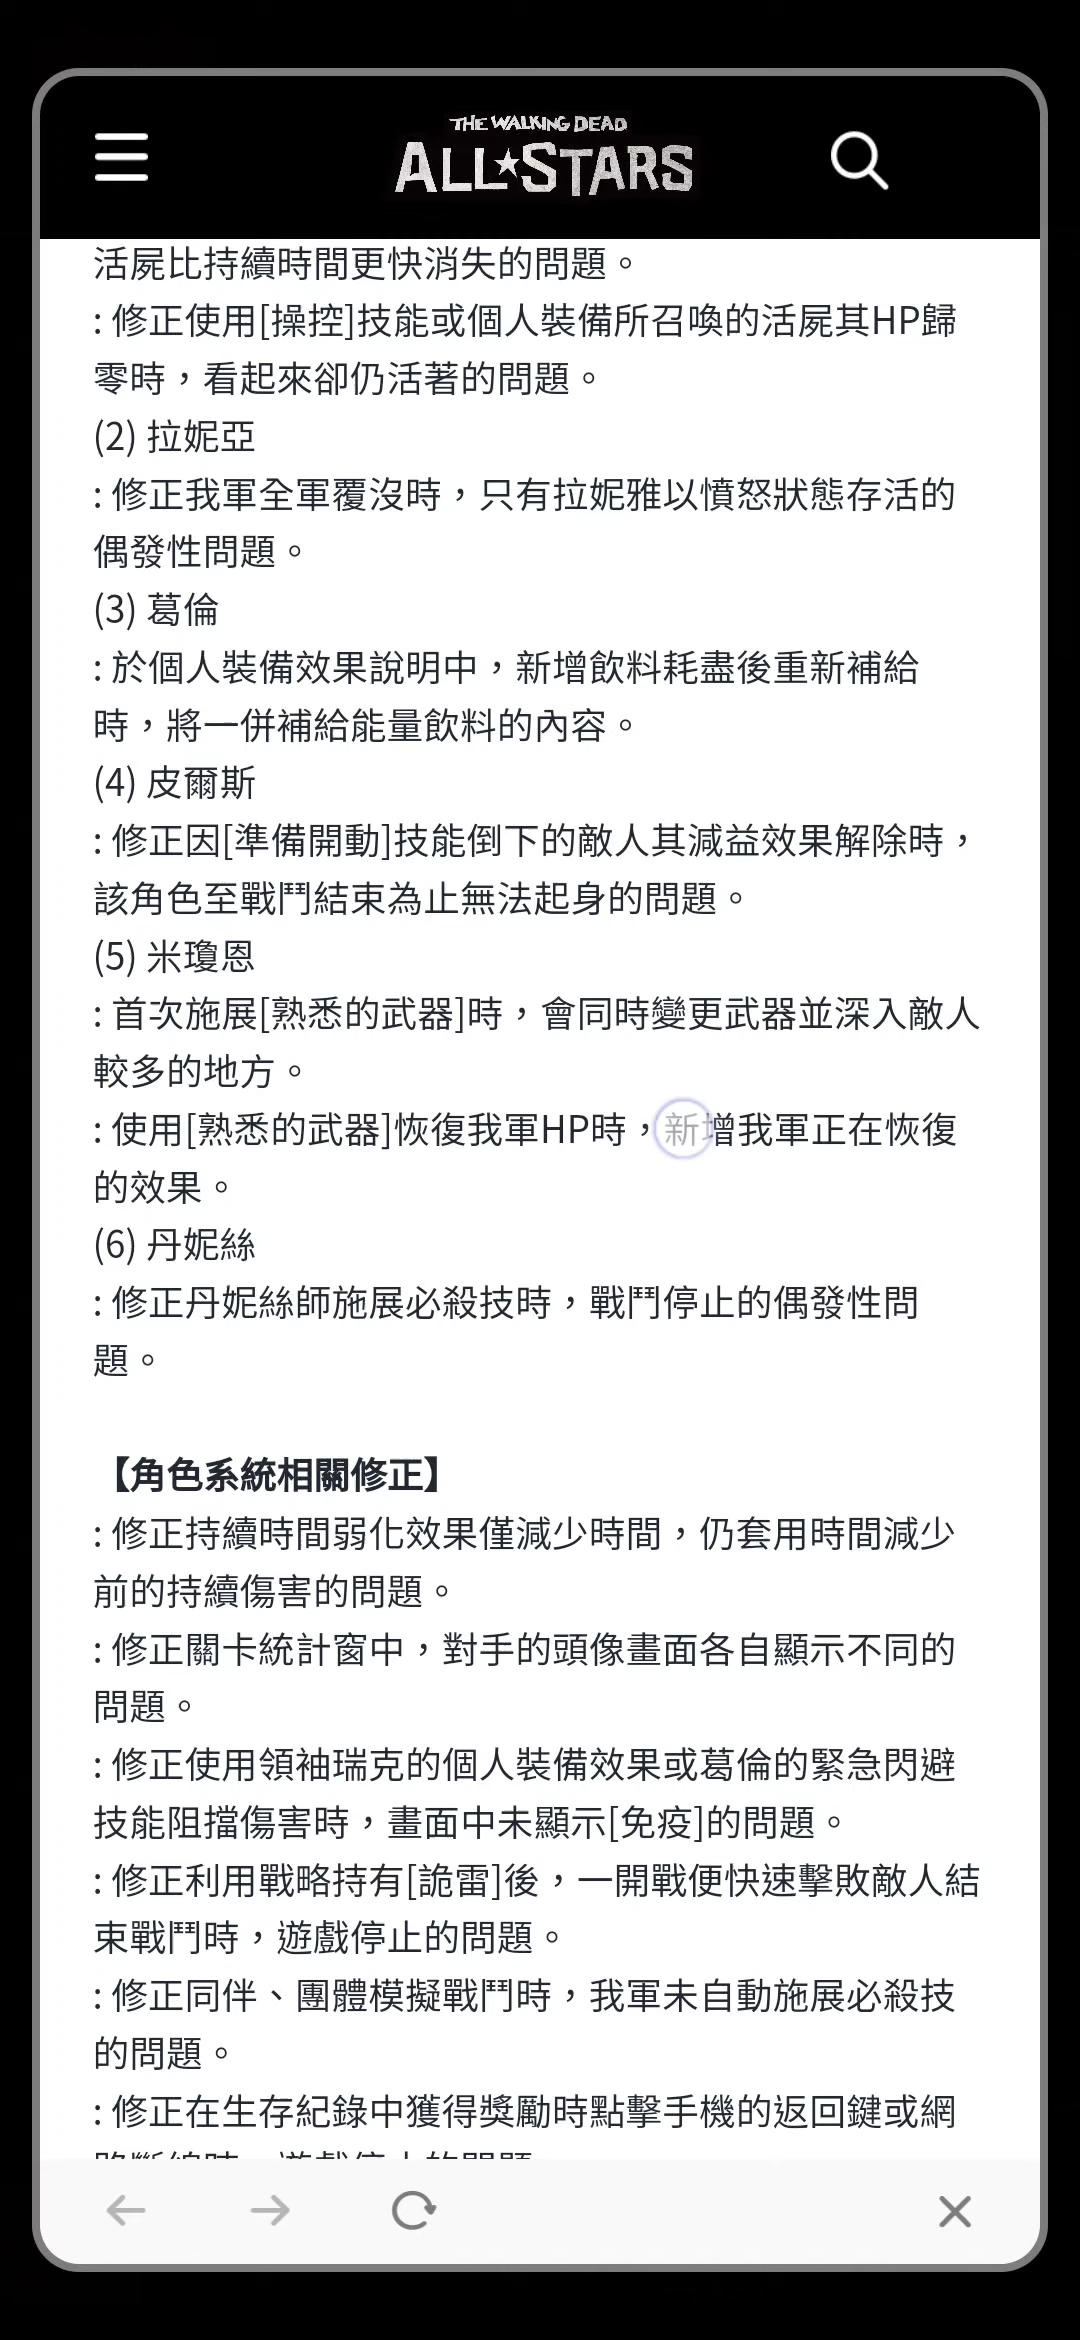 THE WALKING DEAD
ALL★STARS
活屍比持續時間更快消失的問題。
: 修正使用[操控]技能或個人裝備所召喚的活屍其HP歸
零時，看起來卻仍活著的問題。
(2) 拉妮亞
: 修正我軍全軍覆沒時，只有拉妮雅以憤怒狀態存活的
偶發性問題。
(3) 葛倫
: 於個人裝備效果說明中，新增飲料耗盡後重新補給
時，將一併補給能量飲料的內容。
(4) 皮爾斯
: 修正因[準備開動]技能倒下的敵人其減益效果解除時，
該角色至戰鬥結束為止無法起身的問題。
(5) 米瓊恩
: 首次施展[熟悉的武器]時，會同時變更武器並深入敵人
較多的地方。
: 使用[熟悉的武器]恢復我軍HP時，新增我軍正在恢復
的效果。
(6) 丹妮絲
: 修正丹妮絲師施展必殺技時，戰鬥停止的偶發性問
題。
【角色系統相關修正】
: 修正持續時間弱化效果僅減少時間，仍套用時間減少
前的持續傷害的問題。
: 修正關卡統計窗中，對手的頭像畫面各自顯示不同的
問題。
: 修正使用領袖瑞克的個人裝備效果或葛倫的緊急閃避
技能阻擋傷害時，畫面中未顯示[免疫]的問題。
: 修正利用戰略持有[詭雷]後，一開戰便快速擊敗敵人結
束戰鬥時，遊戲停止的問題。
: 修正同伴、團體模擬戰鬥時，我軍未自動施展必殺技
的問題。
: 修正在生存紀錄中獲得獎勵時點擊手機的返回鍵或網
路斷線時，遊戲停止的問題